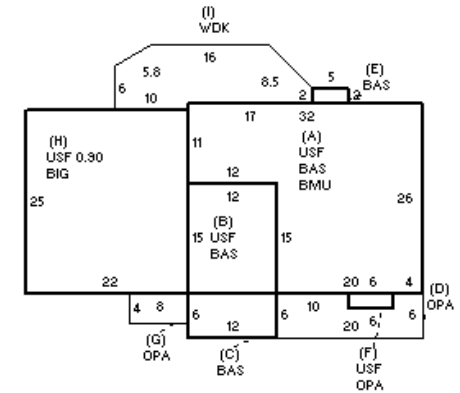 (I)
WDK
16
5
(E)
BAS
5.8
8.5
6
10
2
2
17
32
(H)
USF 0.90
BIG
11
(A)
USF
BAS
BMU
12
12
25
26
(B)
15 USF 15
BAS
22
20 6 4
(D)
OPA
4 8
6
6
10
6
12
20
6
(G)
OPA
(C)
BAS
(F)
USF
OPA